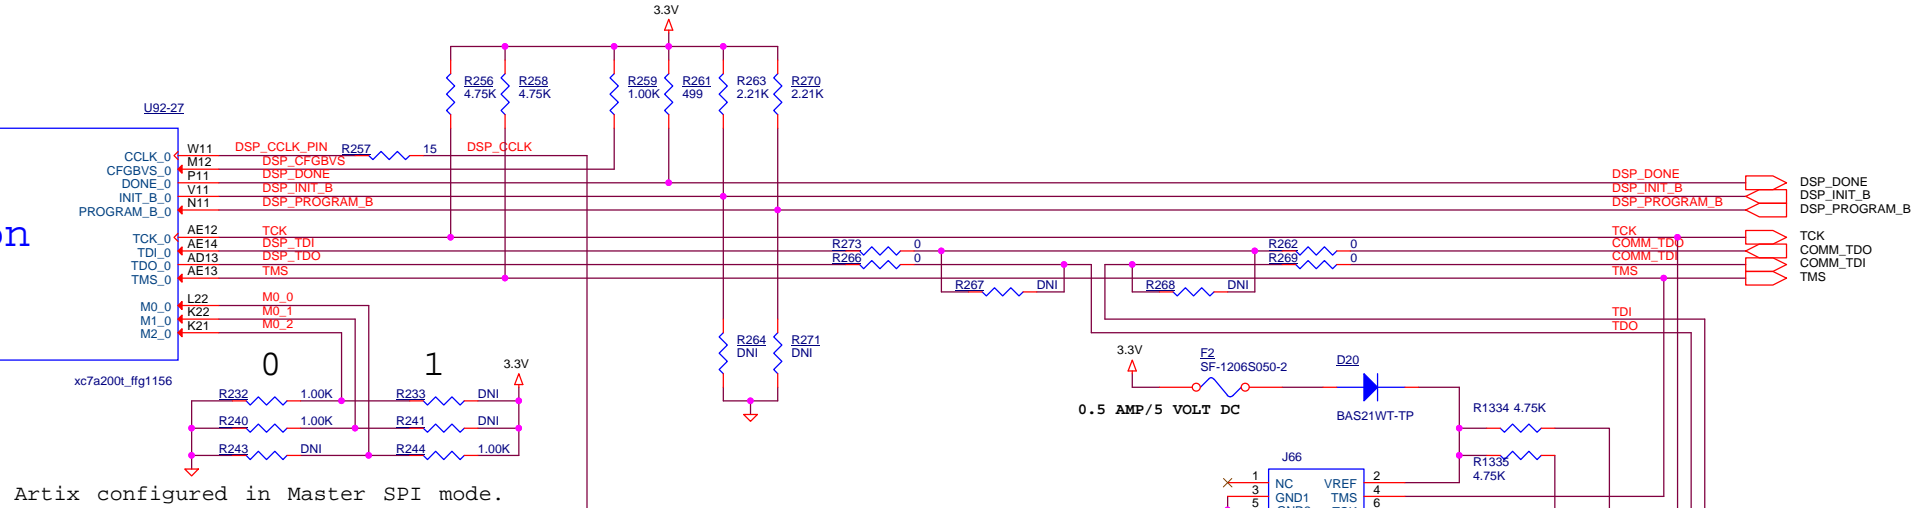 3.3V
R256
4.75K
R258
4.75K
R259
1.00K
R261
499
R263
2.21K
R270
2.21K
U92-27
CCLK_0
W11
DSP_CCLK_PIN
R257
15
DSP_CCLK
CFGBVS_0
M12
DSP_CFGBVS
DONE_0
P11
DSP_DONE
DSP_DONE
DSP_DONE
INIT_B_0
V11
DSP_INIT_B
DSP_INIT_B
DSP_INIT_B
PROGRAM_B_0
N11
DSP_PROGRAM_B
DSP_PROGRAM_B
DSP_PROGRAM_B
on
TCK_0
AE12
TCK
TCK
TCK
TDI_0
AE14
DSP_TDI
R273
0
R262
0
COMM_TDO
COMM_TDO
TDO_0
AD13
DSP_TDO
R266
0
R269
0
COMM_TDI
COMM_TDI
TMS_0
AE13
TMS
TMS
TMS
R267
DNI
R268
DNI
M0_0
L22
M0_0
M1_0
K22
M0_1
M2_0
K21
M0_2
TDI
TDO
R264
DNI
R271
DNI
xc7a200t_ffg1156
0
1
3.3V
R232
1.00K
R233
DNI
R240
1.00K
R241
DNI
R243
DNI
R244
1.00K
Artix configured in Master SPI mode.
3.3V
F2
SF-1206S050-2
D20
0.5 AMP/5 VOLT DC
BAS21WT-TP
R1334 4.75K
R1335
4.75K
J66
1
NC
VREF
2
3
GND1
TMS
4
5
6